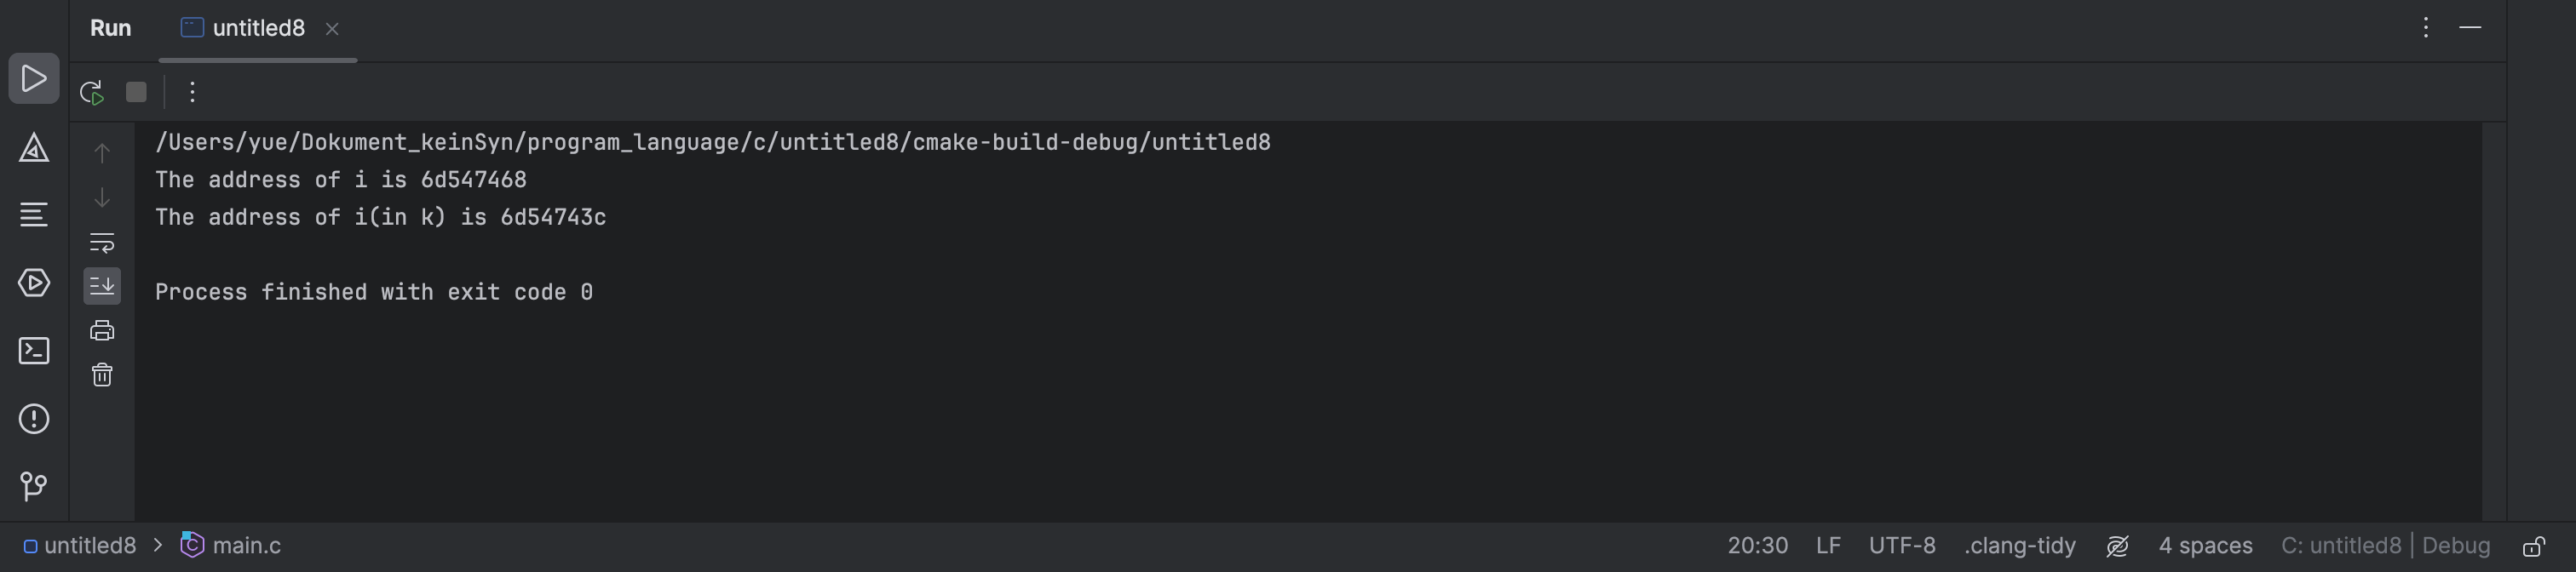 Run untitled8
/Users/yue/Dokument_keinSyn/program_language/c/untitled8/cmake-build-debug/untitled8
The address of i is 6d547468
The address of i(in k) is 6d54743c
Process finished with exit code 0
untitled8 > main.c 20:30 LF UTF-8 .clang-tidy 4 spaces C: untitled8 | Debug